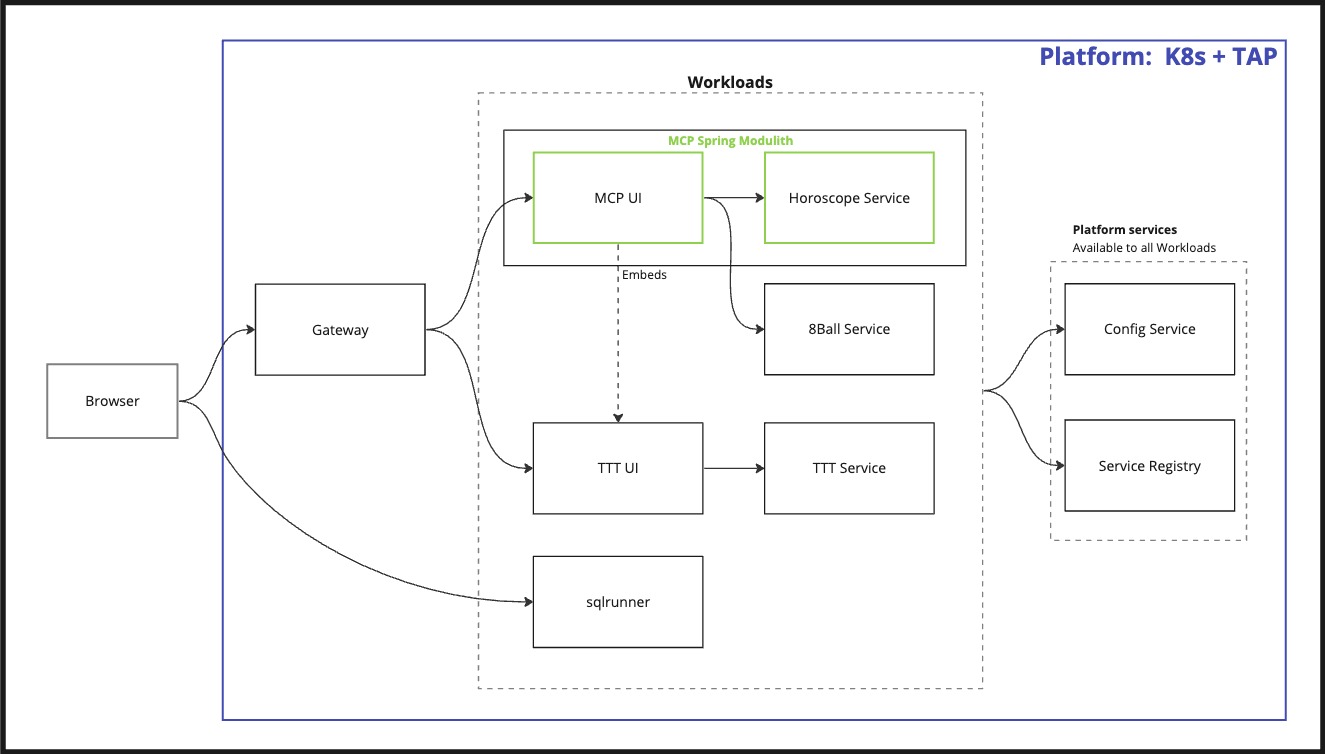 Platform:  K8s + TAP
Workloads
MCP Spring Modulith
MCP UI
Horoscope Service
Embeds
Gateway
8Ball Service
Browser
TTT UI
TTT Service
sqlrunner
Platform services
Available to all Workloads
Config Service
Service Registry